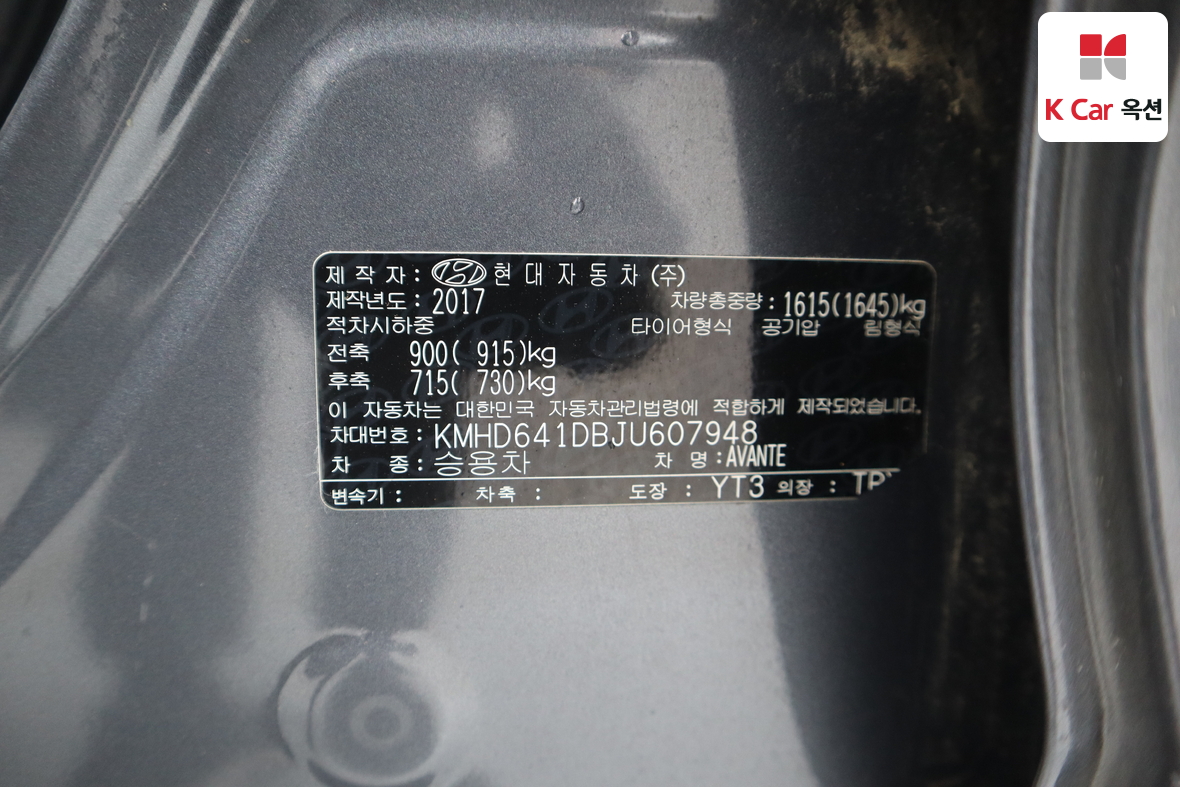 K Car 옥션
제 작 자 : 현 대 자 동 차 (주)
제작년도 : 2017 차량총중량 : 1615(1645)kg
적차시하중 타이어형식 공기압 림형식
전축 900( 915)kg
후축 715( 730)kg
이 자동차는 대한민국 자동차관리법령에 적합하게 제작되었습니다.
차대번호 : KMHD641DBJU607948
차 종 : 승용차 차 명 : AVANTE
변속기 : 차축 : 도장 : YT3 의장 :